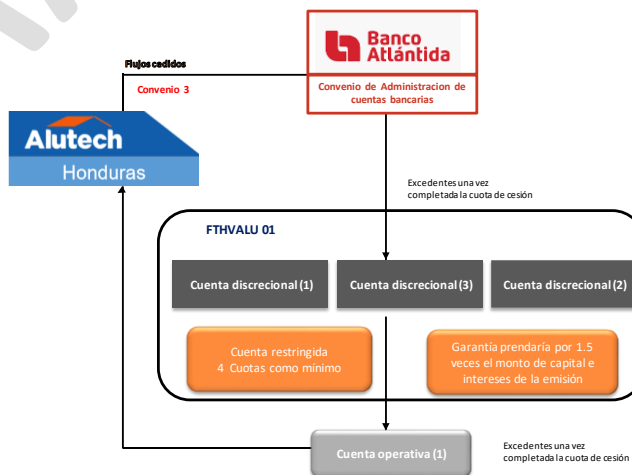 Banco
Atlántida
Flujos cedidos
Convenio 3
Convenio de Administracion de
cuentas bancarias
Alutech
Honduras
Excedentes una vez
completada la cuota de cesión
FTHVALU 01
Cuenta discrecional (1)
Cuenta discrecional (3)
Cuenta discrecional (2)
Cuenta restringida
4 Cuotas como mínimo
Garantía prendaría por 1.5
veces el monto de capital e
intereses de la emisión
Cuenta operativa (1)
Excedentes una vez
completada la cuota de cesión